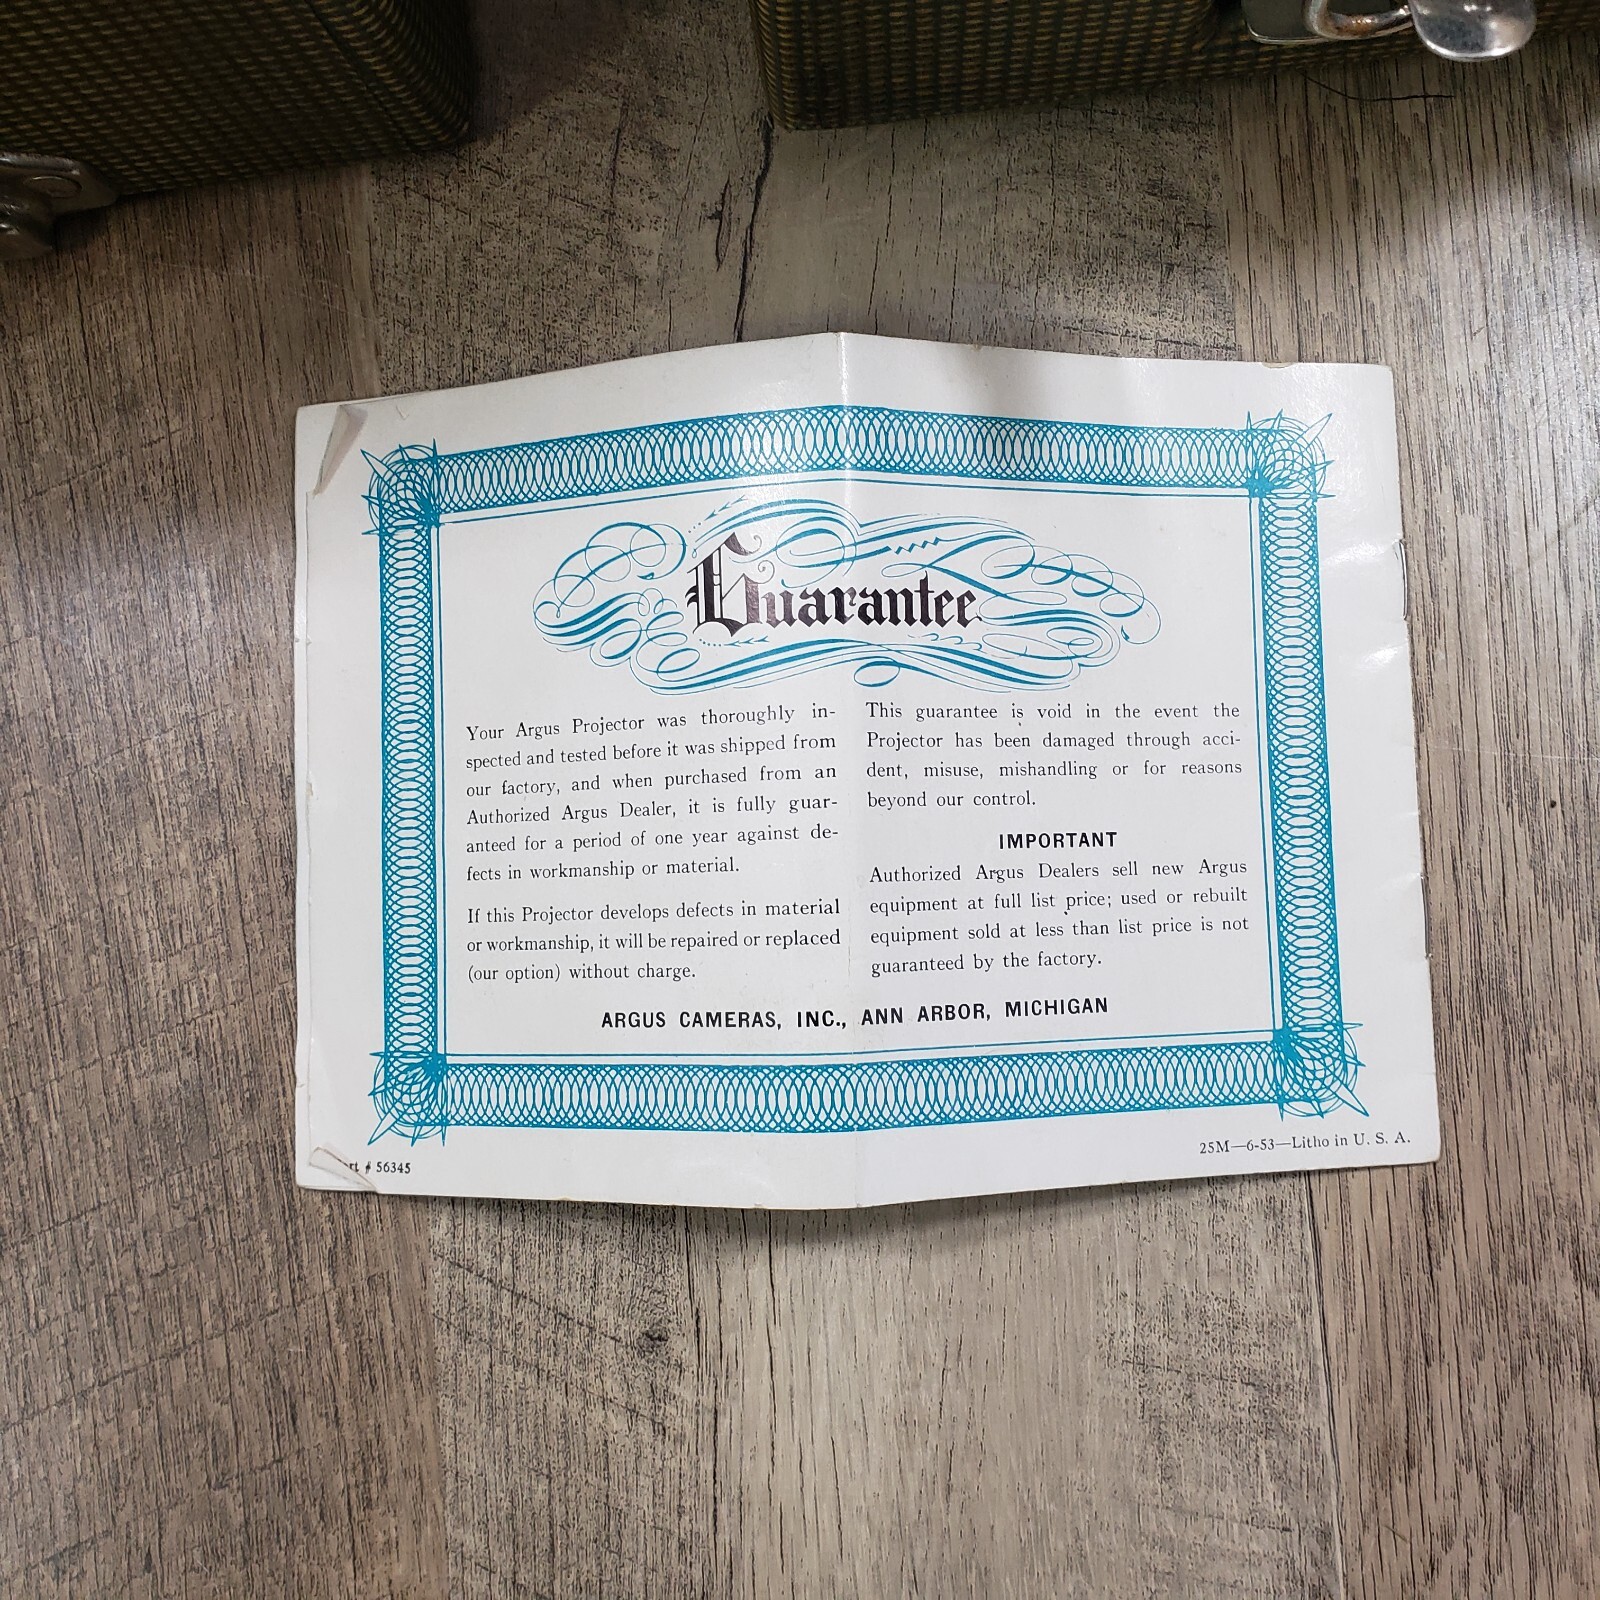 Guarantee
Your Argus Projector was thoroughly in-
spected and tested before it was shipped from
our factory, and when purchased from an
Authorized Argus Dealer, it is fully guar-
anteed for a period of one year against de-
fects in workmanship or material.
If this Projector develops defects in material
or workmanship, it will be repaired or replaced
(our option) without charge.
This guarantee is void in the event the
Projector has been damaged through acci-
dent, misuse, mishandling or for reasons
beyond our control.
IMPORTANT
Authorized Argus Dealers sell new Argus
equipment at full list price; used or rebuilt
equipment sold at less than list price is not
guaranteed by the factory.
ARGUS CAMERAS, INC., ANN ARBOR, MICHIGAN
# 56345
25M—6-53—Litho in U. S. A.